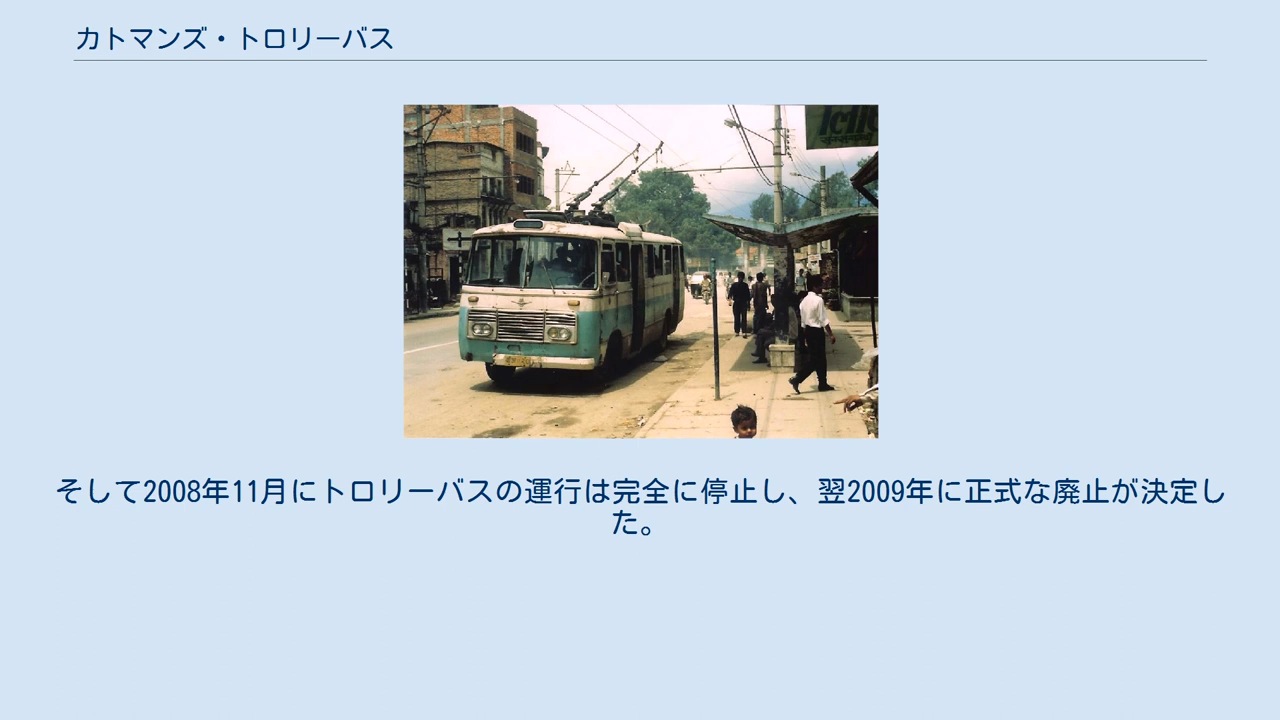 カトマンズ・トロリーバス
そして2008年11月にトロリーバスの運行は完全に停止し、翌2009年に正式な廃止が決定し
た。